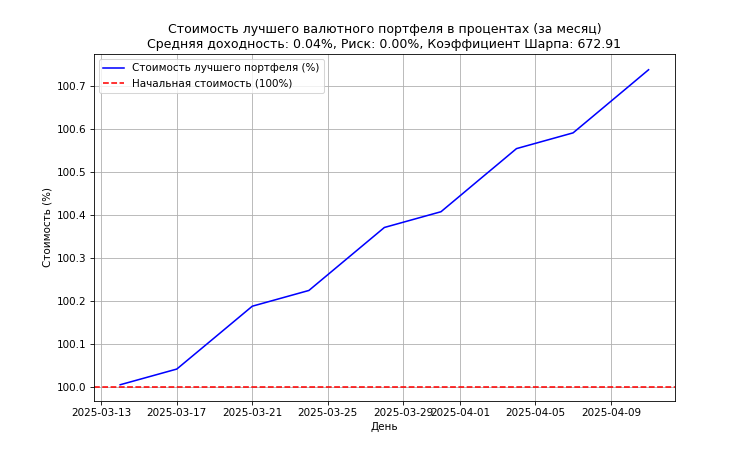 Стоимость лучшего валютного портфеля в процентах (за месяц)
Средняя доходность: 0.04%, Риск: 0.00%, Коэффициент Шарпа: 672.91
Стоимость лучшего портфеля (%)
Начальная стоимость (100%)
Стоимость (%)
100.7
100.6
100.5
100.4
100.3
100.2
100.1
100.0
2025-03-13 2025-03-17 2025-03-21 2025-03-25 2025-03-29 2025-04-01 2025-04-05 2025-04-09
День